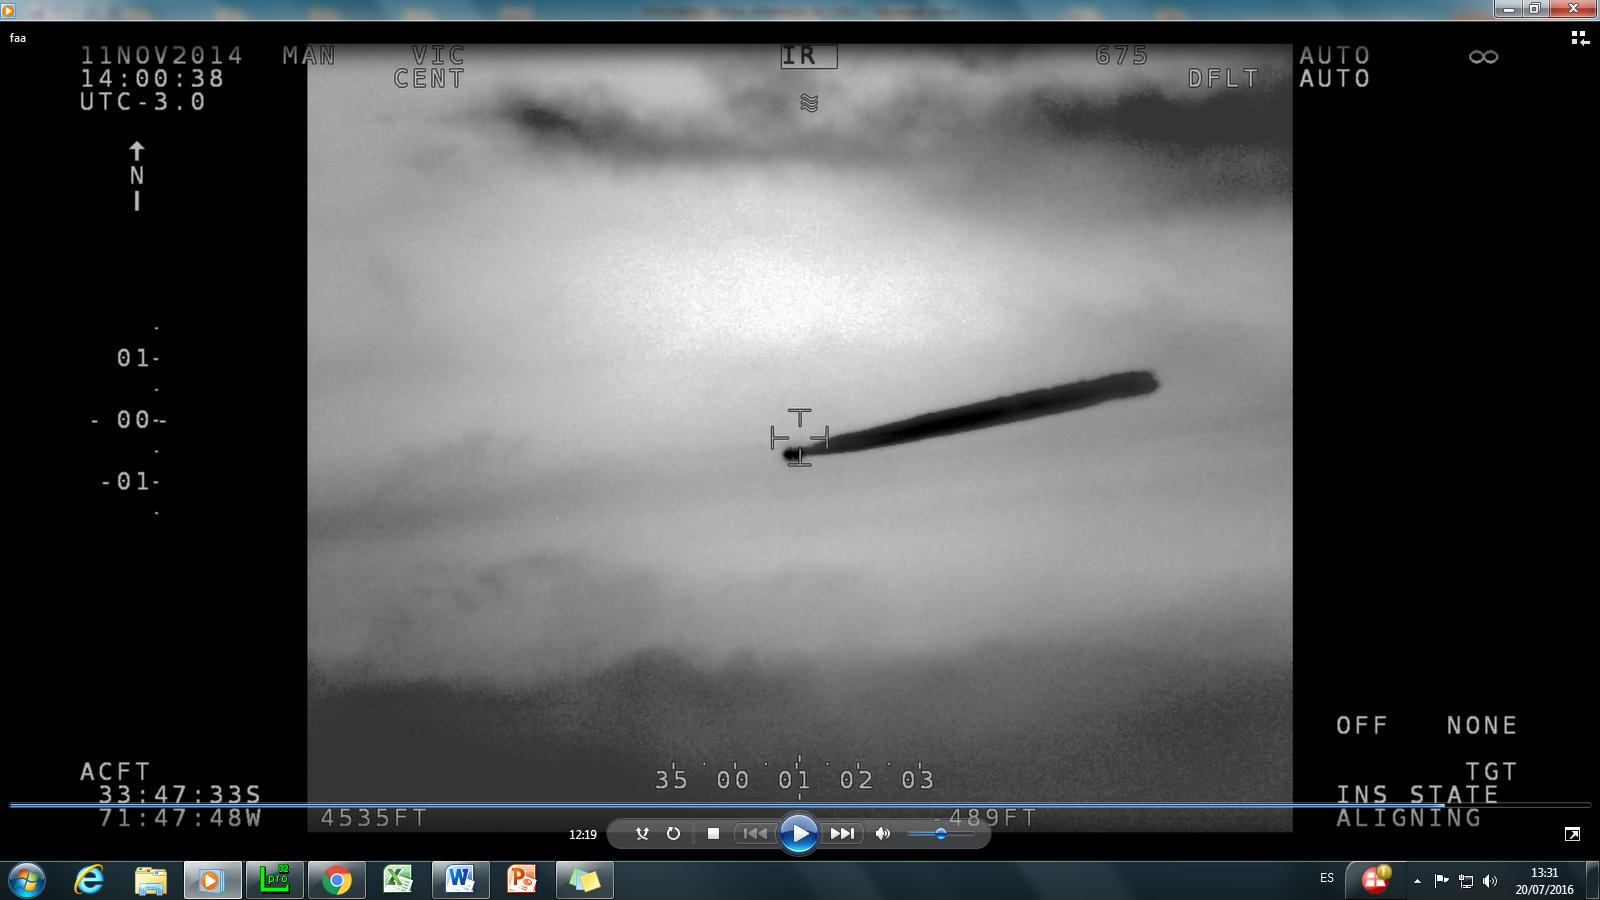 faa
11NOV2014 MAN VIC IR 675 AUTO ∞
14:00:38 CENT DFLT AUTO
UTC-3.0
N
01-
- 00--
-01-
OFF NONE
ACFT 35 00 01 02 03 TGT
33:47:33S INS STATE
71:47:48W 4535FT -489FT ALIGNING
12:19
32
pro
ES
13:31
20/07/2016